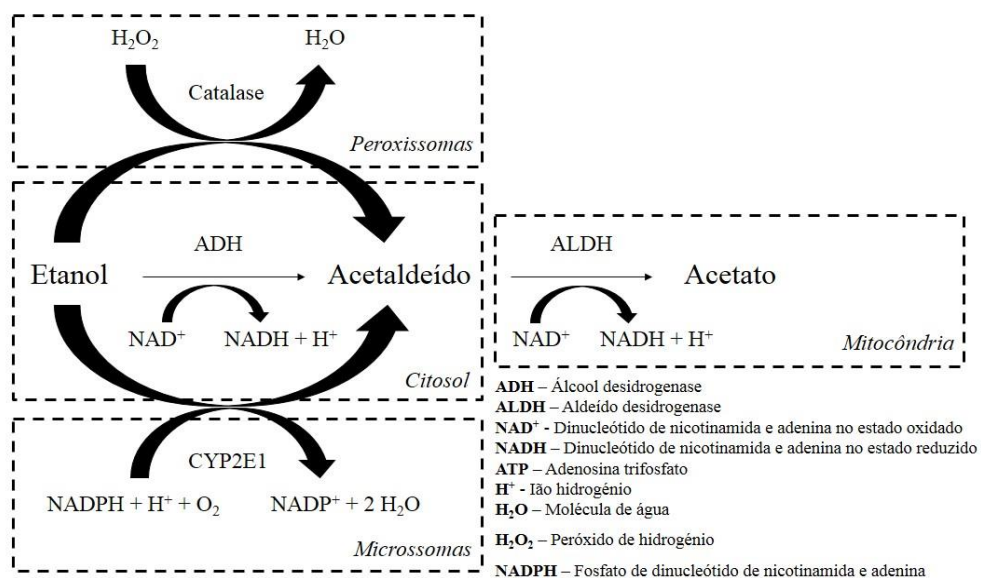 H₂O₂ H₂O
Catalase
Peroxissomas
ADH
Etanol Acetaldeído
NAD⁺ NADH + H⁺
Citosol
ALDH
Acetato
NAD⁺ NADH + H⁺
Mitocôndria
CYP2E1
NADPH + H⁺ + O₂ NADP⁺ + 2 H₂O
Microssomas
ADH – Álcool desidrogenase
ALDH – Aldeído desidrogenase
NAD⁺ - Dinucleótido de nicotinamida e adenina no estado oxidado
NADH – Dinucleótido de nicotinamida e adenina no estado reduzido
ATP – Adenosina trifosfato
H⁺ - Ião hidrogénio
H₂O – Molécula de água
H₂O₂ – Peróxido de hidrogénio
NADPH – Fosfato de dinucleótido de nicotinamida e adenina